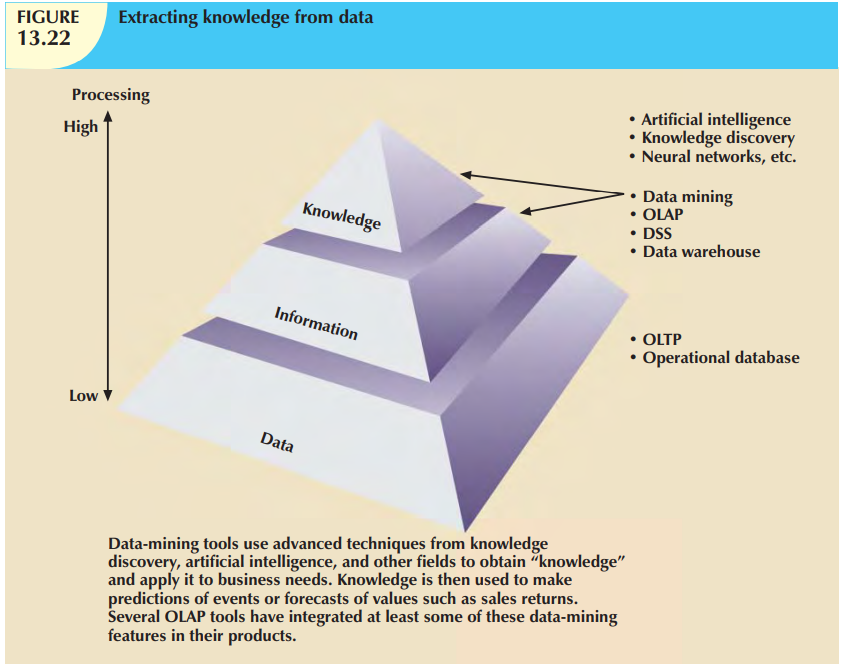 FIGURE
13.22
Extracting knowledge from data
Processing
High
Low
Knowledge
Information
Data
• Artificial intelligence
• Knowledge discovery
• Neural networks, etc.
• Data mining
• OLAP
• DSS
• Data warehouse
• OLTP
• Operational database
Data-mining tools use advanced techniques from knowledge
discovery, artificial intelligence, and other fields to obtain “knowledge”
and apply it to business needs. Knowledge is then used to make
predictions of events or forecasts of values such as sales returns.
Several OLAP tools have integrated at least some of these data-mining
features in their products.